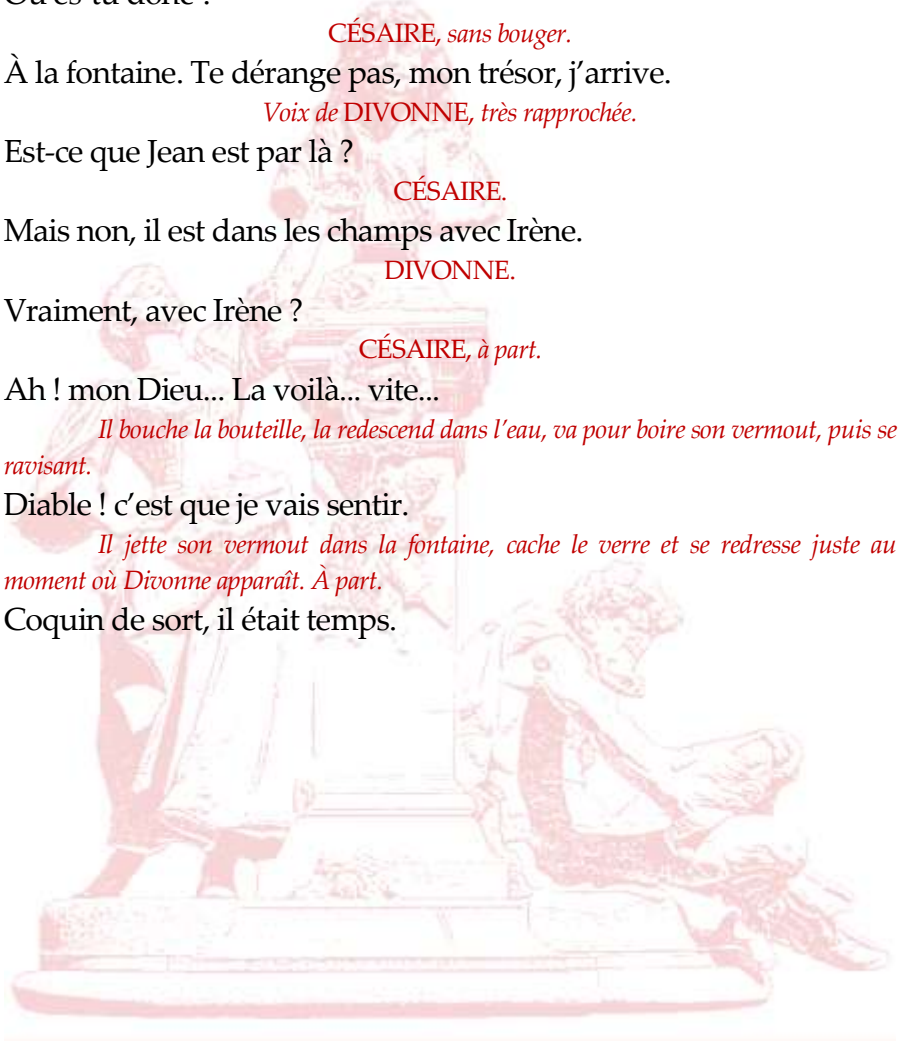 Où es-tu donc ?
CÉSAIRE, sans bouger.
À la fontaine. Te dérange pas, mon trésor, j’arrive.
Voix de DIVONNE, très rapprochée.
Est-ce que Jean est par là ?
CÉSAIRE.
Mais non, il est dans les champs avec Irène.
DIVONNE.
Vraiment, avec Irène ?
CÉSAIRE, à part.
Ah ! mon Dieu... La voilà... vite...
Il bouche la bouteille, la redescend dans l’eau, va pour boire son vermout, puis se
ravisant.
Diable ! c’est que je vais sentir.
Il jette son vermout dans la fontaine, cache le verre et se redresse juste au
moment où Divonne apparaît. À part.
Coquin de sort, il était temps.